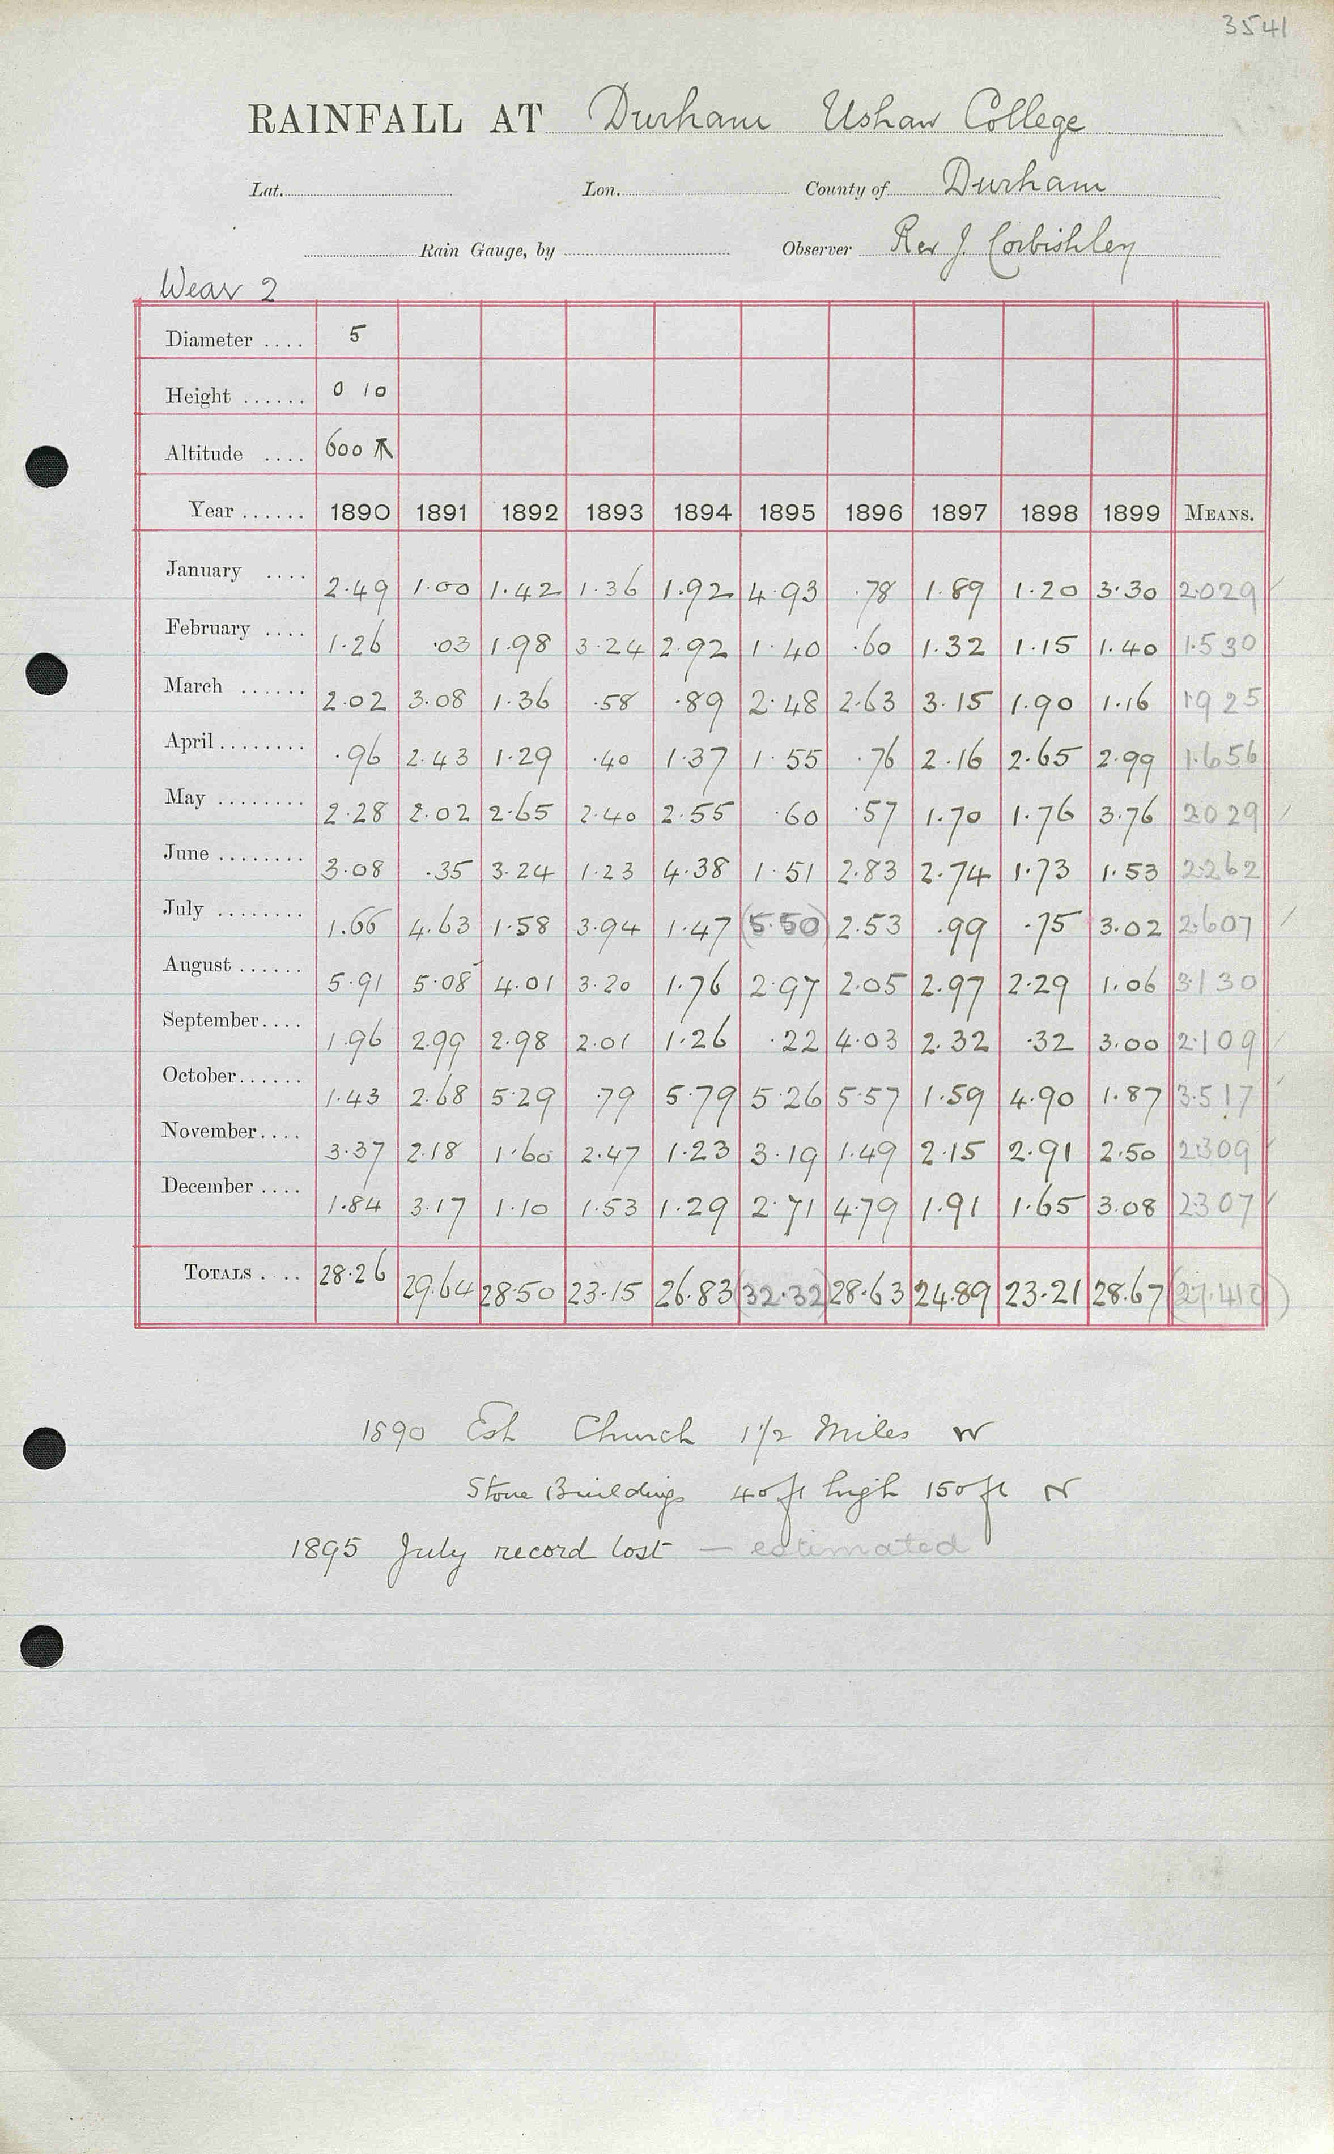 3541
RAINFALL AT Durham Ushaw College
Lat. Lon. County of Durham
Rain Gauge, by Observer Rev J. Corbishley
Wear 2
Diameter .... 5
Height ...... 0 10
Altitude .... 600
Year ...... 1890 1891 1892 1893 1894 1895 1896 1897 1898 1899 MEANS.
January .... 2.49 1.00 1.42 1.36 1.92 4.93 .78 1.89 1.20 3.30 2.029
February .... 1.26 .03 1.98 3.24 2.92 1.40 .60 1.32 1.15 1.40 1.530
March ...... 2.02 3.08 1.36 .58 .89 2.48 2.63 3.15 1.90 1.16 1.925
April ........ .96 2.43 1.29 .40 1.37 1.55 .76 2.16 2.65 2.99 1.656
May ........ 2.28 2.02 2.65 2.40 2.55 .60 .57 1.70 1.76 3.76 2.029
June ........ 3.08 .35 3.24 1.23 4.38 1.51 2.83 2.74 1.73 1.53 2.262
July ........ 1.66 4.63 1.58 3.94 1.47 (5.50) 2.53 .99 .75 3.02 2.607
August ...... 5.91 5.08 4.01 3.20 1.76 2.97 2.05 2.97 2.29 1.06 3.130
September .... 1.96 2.99 2.98 2.01 1.26 .22 4.03 2.32 .32 3.00 2.109
October ...... 1.43 2.68 5.29 .79 5.79 5.26 5.57 1.59 4.90 1.87 3.517
November .... 3.37 2.18 1.60 2.47 1.23 3.19 1.49 2.15 2.91 2.50 2.309
December .... 1.84 3.17 1.10 1.53 1.29 2.71 4.79 1.91 1.65 3.08 2.307
TOTALS .... 28.26 29.64 28.50 23.15 26.83 (32.32) 28.63 24.89 23.21 28.67 (27.410)
1890 Esh Church 1 1/2 Miles W
Stone Buildings 40 ft high 150 ft N
1895 July record lost — estimated